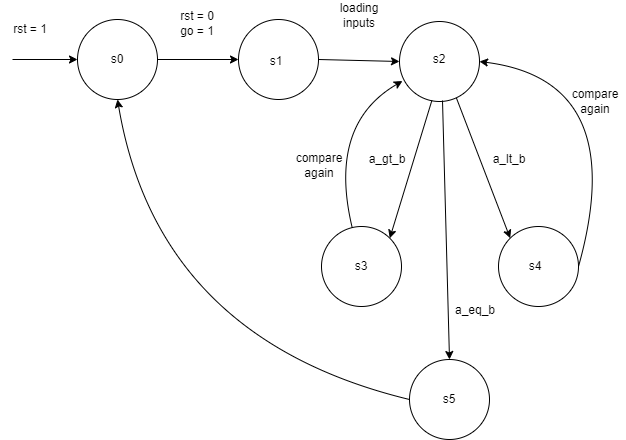 rst = 1
rst = 0
go = 1
loading
inputs
s0
s1
s2
compare
again
compare
again
a_gt_b
a_lt_b
s3
s4
a_eq_b
s5